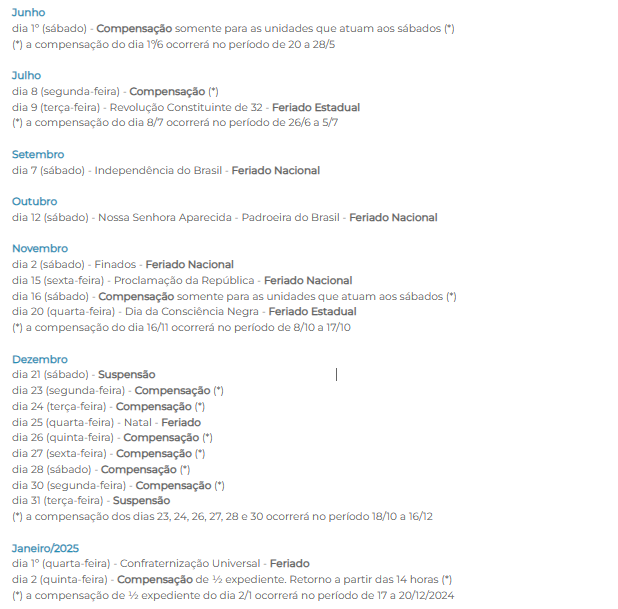 Junho
dia 1º (sábado) - Compensação somente para as unidades que atuam aos sábados (*)
(*) a compensação do dia 1º/6 ocorrerá no período de 20 a 28/5
Julho
dia 8 (segunda-feira) - Compensação (*)
dia 9 (terça-feira) - Revolução Constituinte de 32 - Feriado Estadual
(*) a compensação do dia 8/7 ocorrerá no período de 26/6 a 5/7
Setembro
dia 7 (sábado) - Independência do Brasil - Feriado Nacional
Outubro
dia 12 (sábado) - Nossa Senhora Aparecida - Padroeira do Brasil - Feriado Nacional
Novembro
dia 2 (sábado) - Finados - Feriado Nacional
dia 15 (sexta-feira) - Proclamação da República - Feriado Nacional
dia 16 (sábado) - Compensação somente para as unidades que atuam aos sábados (*)
dia 20 (quarta-feira) - Dia da Consciência Negra - Feriado Estadual
(*) a compensação do dia 16/11 ocorrerá no período de 8/10 a 17/10
Dezembro
dia 21 (sábado) - Suspensão
dia 23 (segunda-feira) - Compensação (*)
dia 24 (terça-feira) - Compensação (*)
dia 25 (quarta-feira) - Natal - Feriado
dia 26 (quinta-feira) - Compensação (*)
dia 27 (sexta-feira) - Compensação (*)
dia 28 (sábado) - Compensação (*)
dia 30 (segunda-feira) - Compensação (*)
dia 31 (terça-feira) - Suspensão
(*) a compensação dos dias 23, 24, 26, 27, 28 e 30 ocorrerá no período 18/10 a 16/12
Janeiro/2025
dia 1º (quarta-feira) - Confraternização Universal - Feriado
dia 2 (quinta-feira) - Compensação de ½ expediente. Retorno a partir das 14 horas (*)
(*) a compensação de ½ expediente do dia 2/1 ocorrerá no período de 17 a 20/12/2024